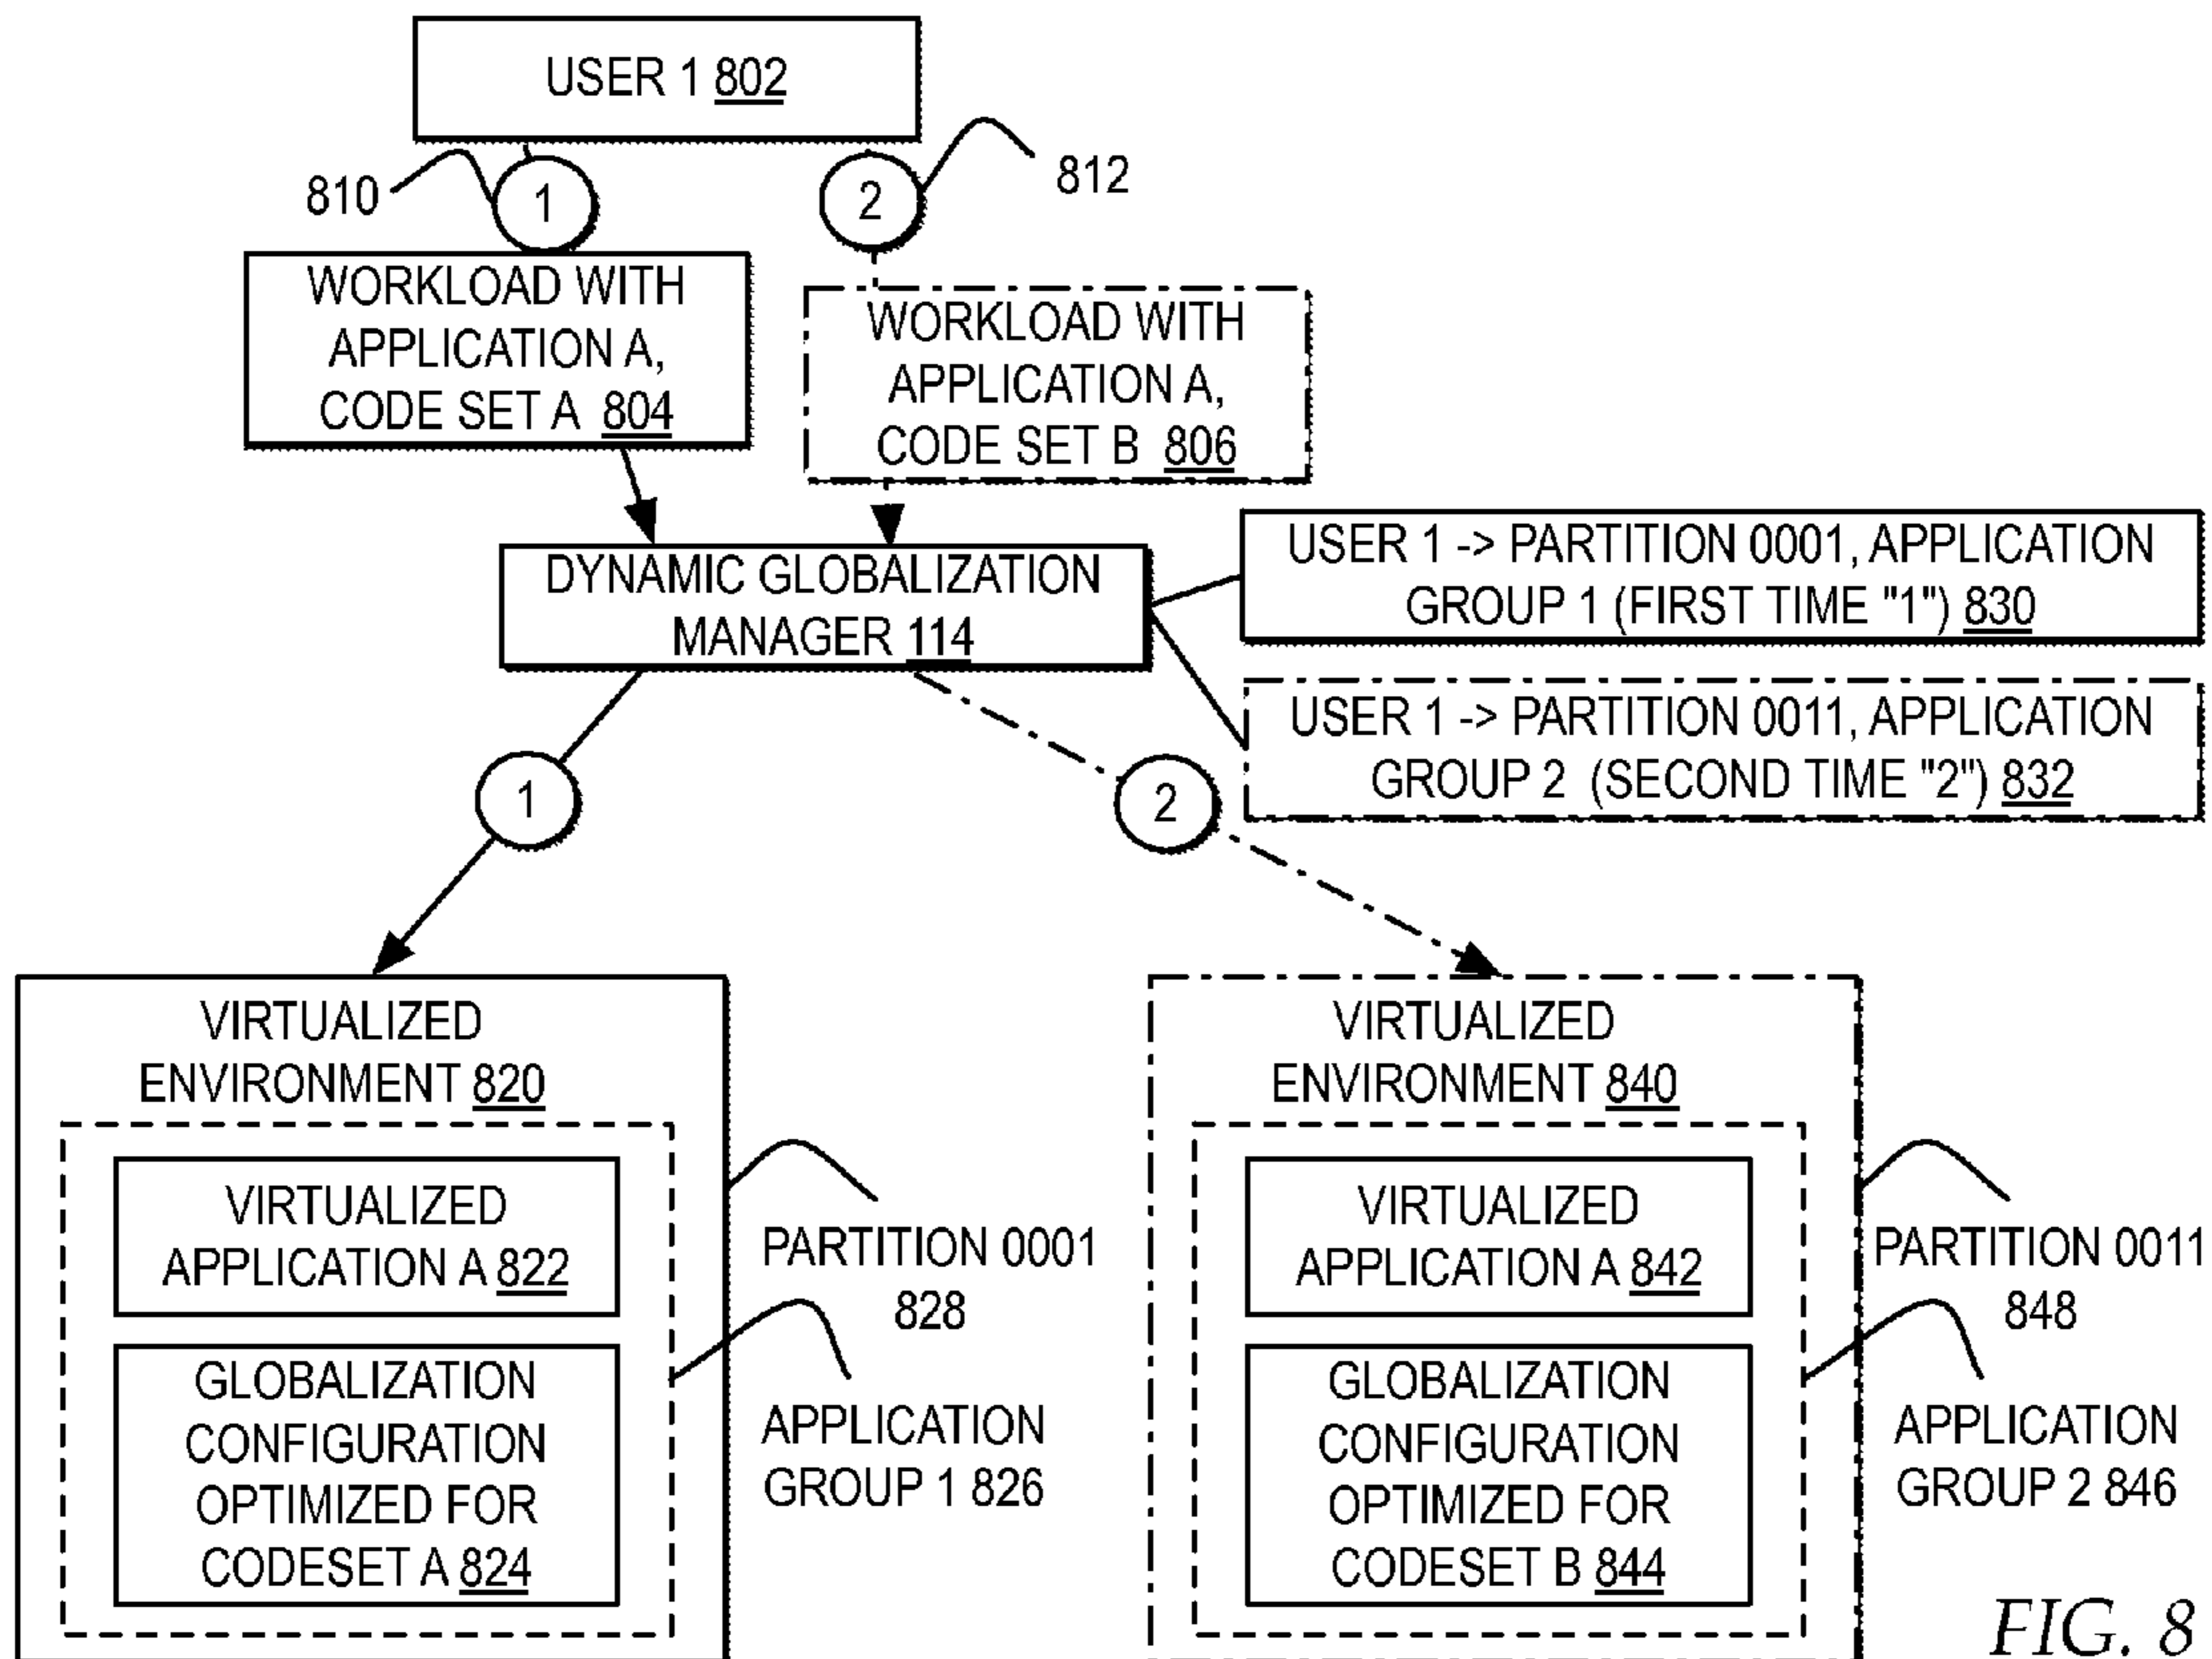 USER 1 802
810
1
2
812
WORKLOAD WITH
APPLICATION A,
CODE SET A 804
WORKLOAD WITH
APPLICATION A,
CODE SET B 806
DYNAMIC GLOBALIZATION
MANAGER 114
USER 1 -> PARTITION 0001, APPLICATION
GROUP 1 (FIRST TIME "1") 830
USER 1 -> PARTITION 0011, APPLICATION
GROUP 2 (SECOND TIME "2") 832
1
2
VIRTUALIZED
ENVIRONMENT 820
VIRTUALIZED
APPLICATION A 822
GLOBALIZATION
CONFIGURATION
OPTIMIZED FOR
CODESET A 824
PARTITION 0001
828
APPLICATION
GROUP 1 826
VIRTUALIZED
ENVIRONMENT 840
VIRTUALIZED
APPLICATION A 842
GLOBALIZATION
CONFIGURATION
OPTIMIZED FOR
CODESET B 844
PARTITION 0011
848
APPLICATION
GROUP 2 846
FIG. 8